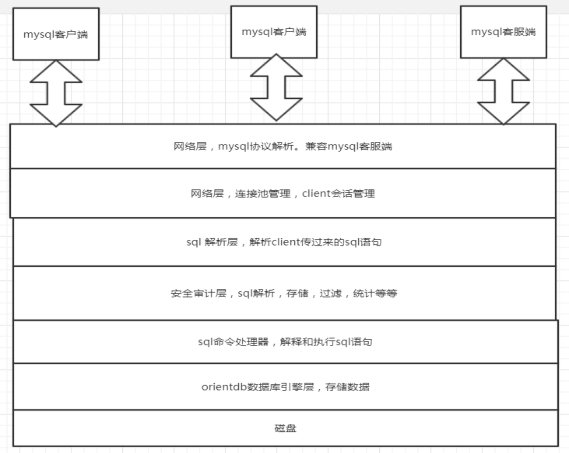 mysql客户端
mysql客户端
mysql客服端
网络层，mysql协议解析。兼容mysql客服端
网络层，连接池管理，client会话管理
sql 解析层，解析client传过来的sql语句
安全审计层，sql解析，存储，过滤，统计等等
sql命令处理器，解释和执行sql语句
orientdb数据库引擎层，存储数据
磁盘